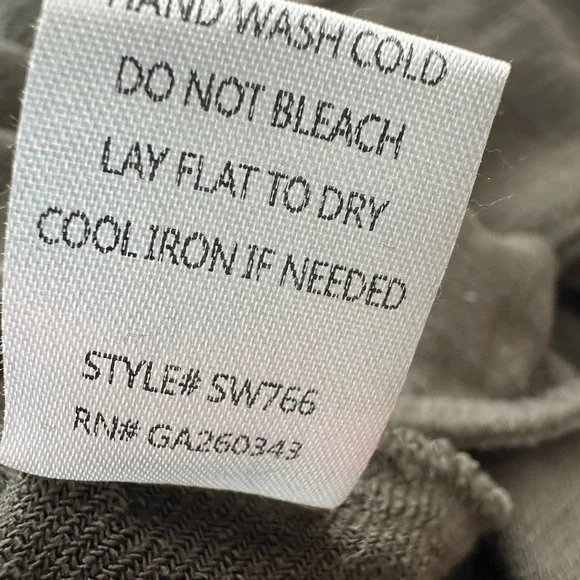 HAND WASH COLD
DO NOT BLEACH
LAY FLAT TO DRY
COOL IRON IF NEEDED
STYLE# SW766
RN# GA260343